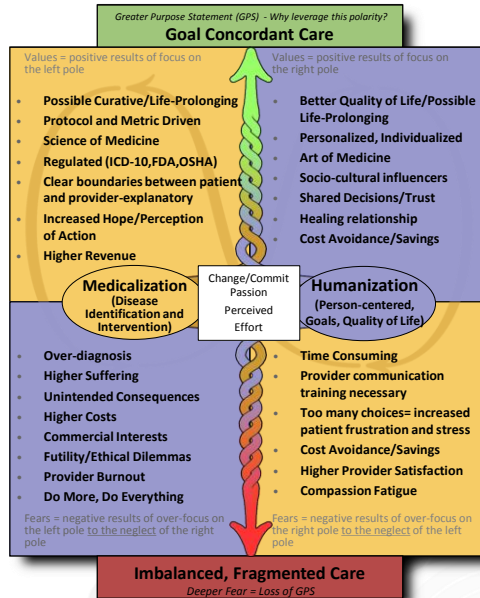 Greater Purpose Statement (GPS) - Why leverage this polarity?
Goal Concordant Care
Values = positive results of focus on
the left pole
• Possible Curative/Life-Prolonging
• Protocol and Metric Driven
• Science of Medicine
• Regulated (ICD-10,FDA,OSHA)
• Clear boundaries between patient
and provider-explanatory
• Increased Hope/Perception
of Action
• Higher Revenue
Values = positive results of focus on
the right pole
• Better Quality of Life/Possible
Life-Prolonging
• Personalized, Individualized
• Art of Medicine
• Socio-cultural influencers
• Shared Decisions/Trust
• Healing relationship
• Cost Avoidance/Savings
Medicalization
(Disease
Identification and
Intervention)
Change/Commit
Passion
Perceived
Effort
Humanization
(Person-centered,
Goals, Quality of Life)
• Over-diagnosis
• Higher Suffering
• Unintended Consequences
• Higher Costs
• Commercial Interests
• Futility/Ethical Dilemmas
• Provider Burnout
• Do More, Do Everything
Fears = negative results of over-focus on
the left pole to the neglect of the right
pole
• Time Consuming
• Provider communication
training necessary
• Too many choices= increased
patient frustration and stress
• Cost Avoidance/Savings
• Higher Provider Satisfaction
• Compassion Fatigue
Fears = negative results of over-focus on
the right pole to the neglect of the left
pole
Imbalanced, Fragmented Care
Deeper Fear = Loss of GPS